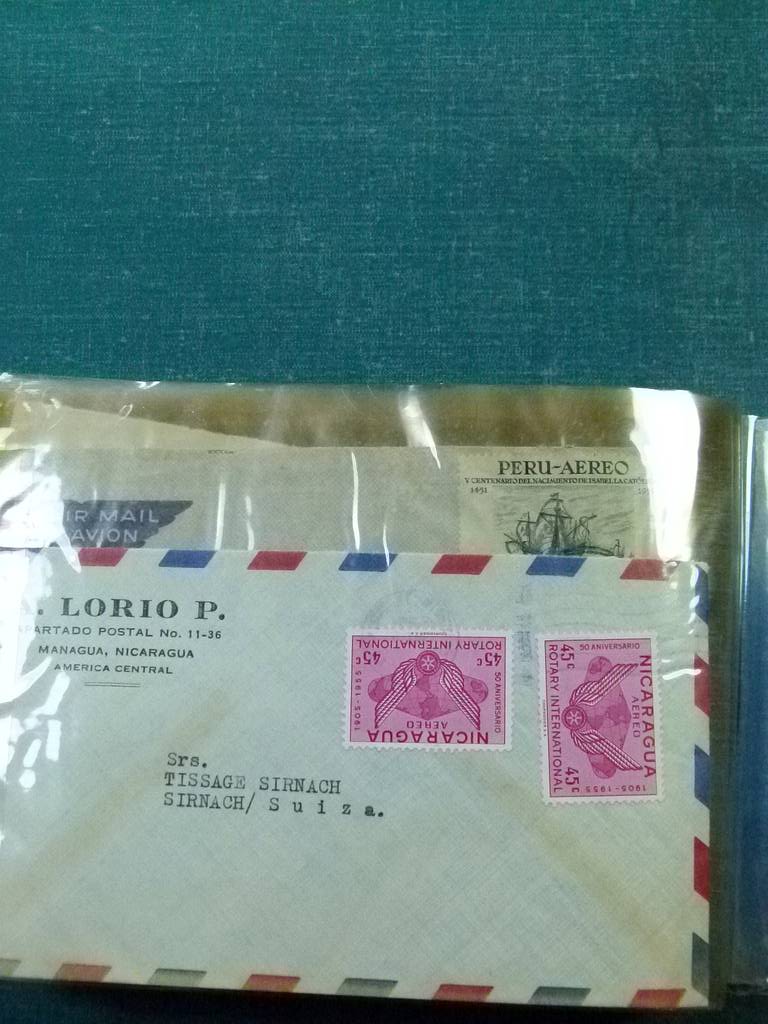 PERU-AEREO
V CENTENARIO DEL NACIMIENTO DE ISABEL LA
1451
IR MAIL
AVION
. LORIO P.
APARTADO POSTAL No. 11-36
MANAGUA, NICARAGUA
AMERICA CENTRAL
Srs.
TISSAGE SIRNACH
SIRNACH/ S u i z a.
NICARAGUA
AEREO
50 ANIVERSARIO
1905-1955
45c
45c
ROTARY INTERNATIONAL
NICARAGUA
AEREO
50 ANIVERSARIO
1905-1955
45c
45c
ROTARY INTERNATIONAL